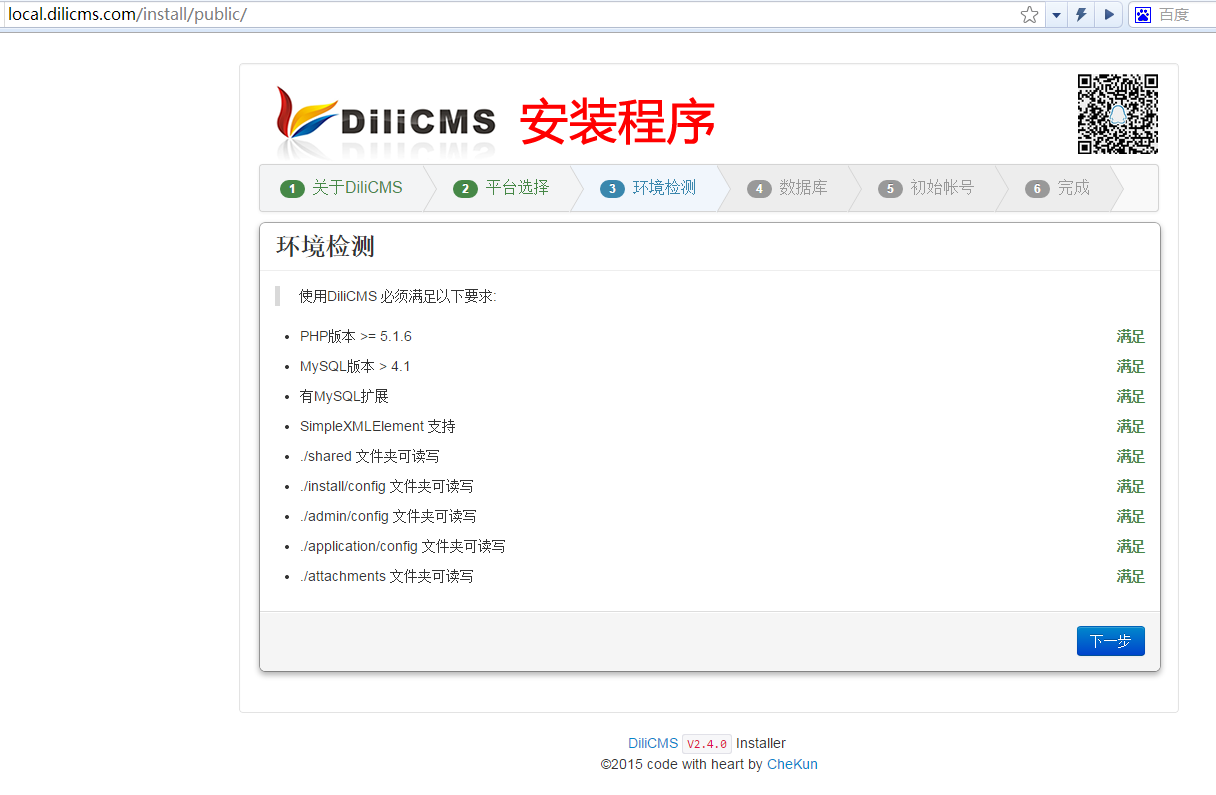 local.dilicms.com/install/public/
百度
DiliCMS 安装程序
1 关于DiliCMS 2 平台选择 3 环境检测 4 数据库 5 初始帐号 6 完成
环境检测
使用DiliCMS 必须满足以下要求:
PHP版本 >= 5.1.6 满足
MySQL版本 > 4.1 满足
有MySQL扩展 满足
SimpleXMLElement 支持 满足
./shared 文件夹可读写 满足
./install/config 文件夹可读写 满足
./admin/config 文件夹可读写 满足
./application/config 文件夹可读写 满足
./attachments 文件夹可读写 满足
下一步
DiliCMS V2.4.0 Installer
©2015 code with heart by CheKun